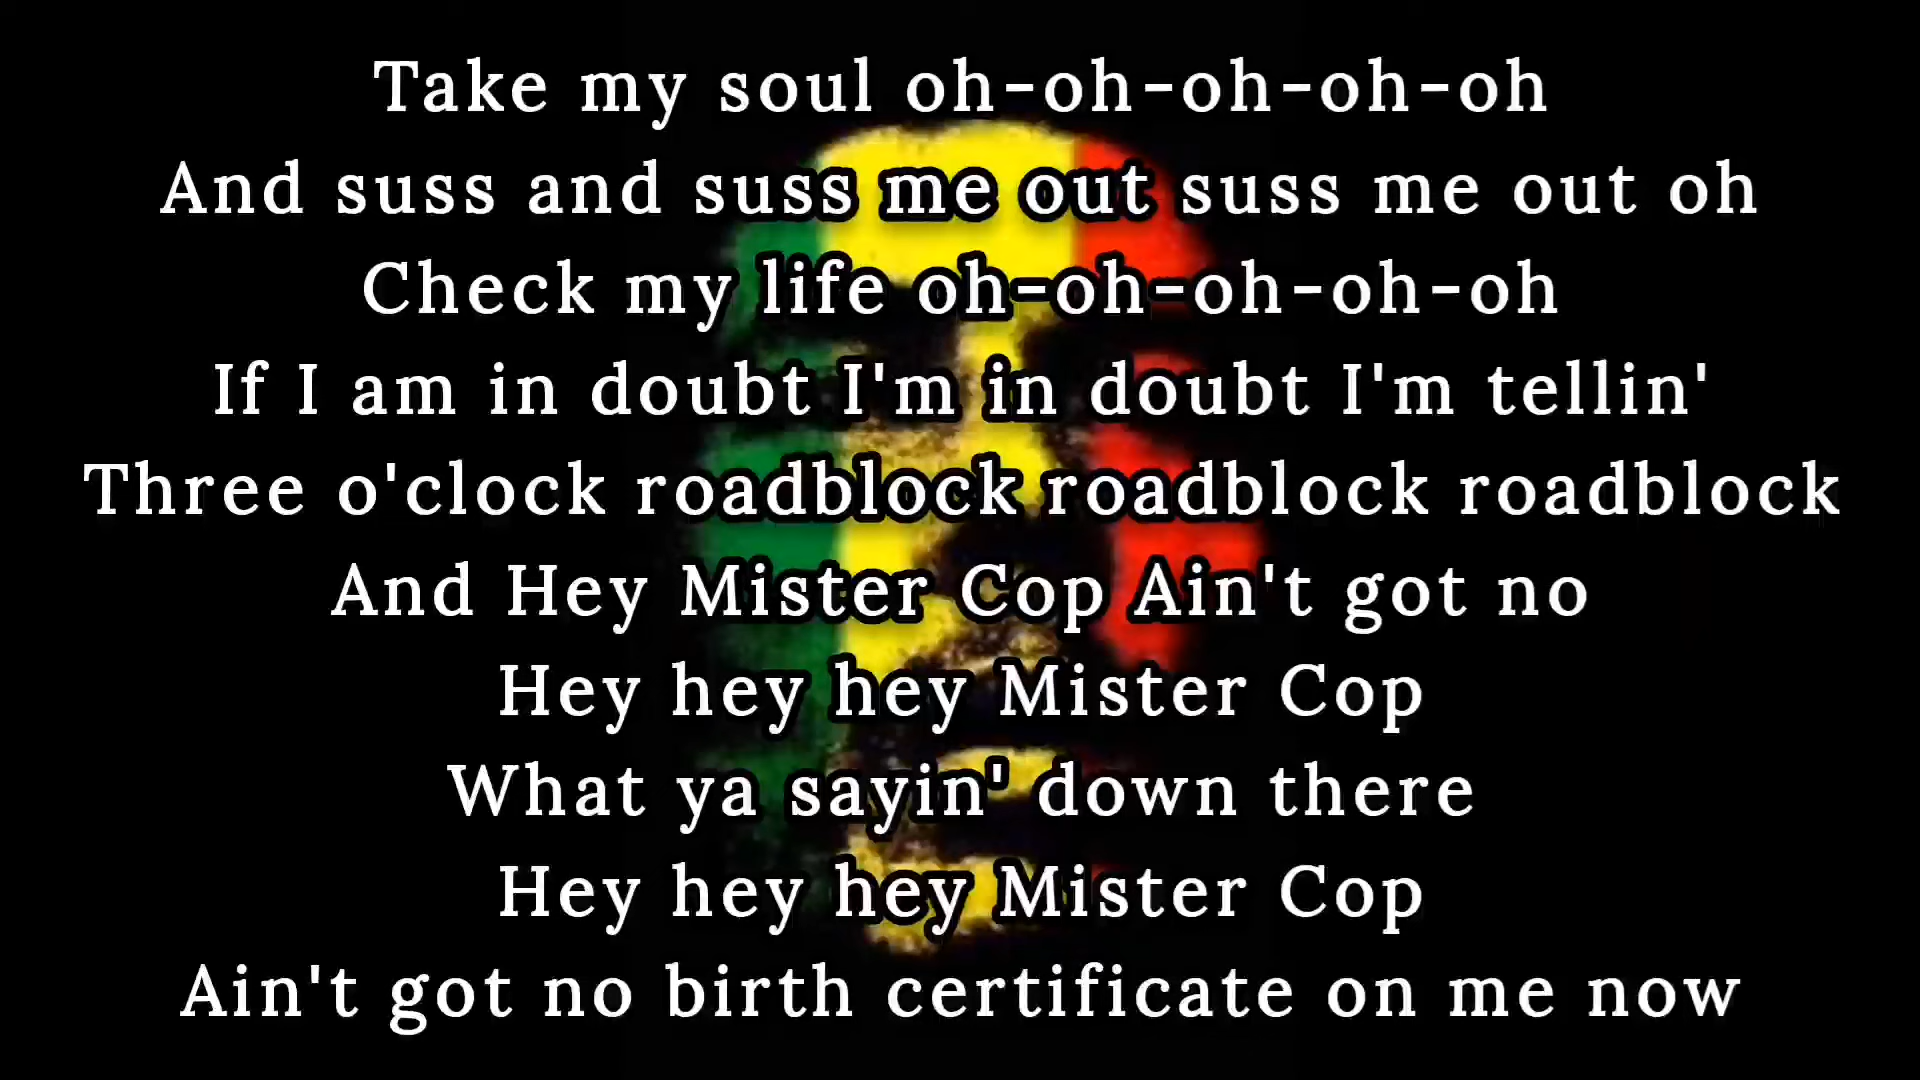 Take my soul oh-oh-oh-oh-oh
And suss and suss me out suss me out oh
Check my life oh-oh-oh-oh-oh
If I am in doubt I'm in doubt I'm tellin'
Three o'clock roadblock roadblock roadblock
And Hey Mister Cop Ain't got no
Hey hey hey Mister Cop
What ya sayin' down there
Hey hey hey Mister Cop
Ain't got no birth certificate on me now